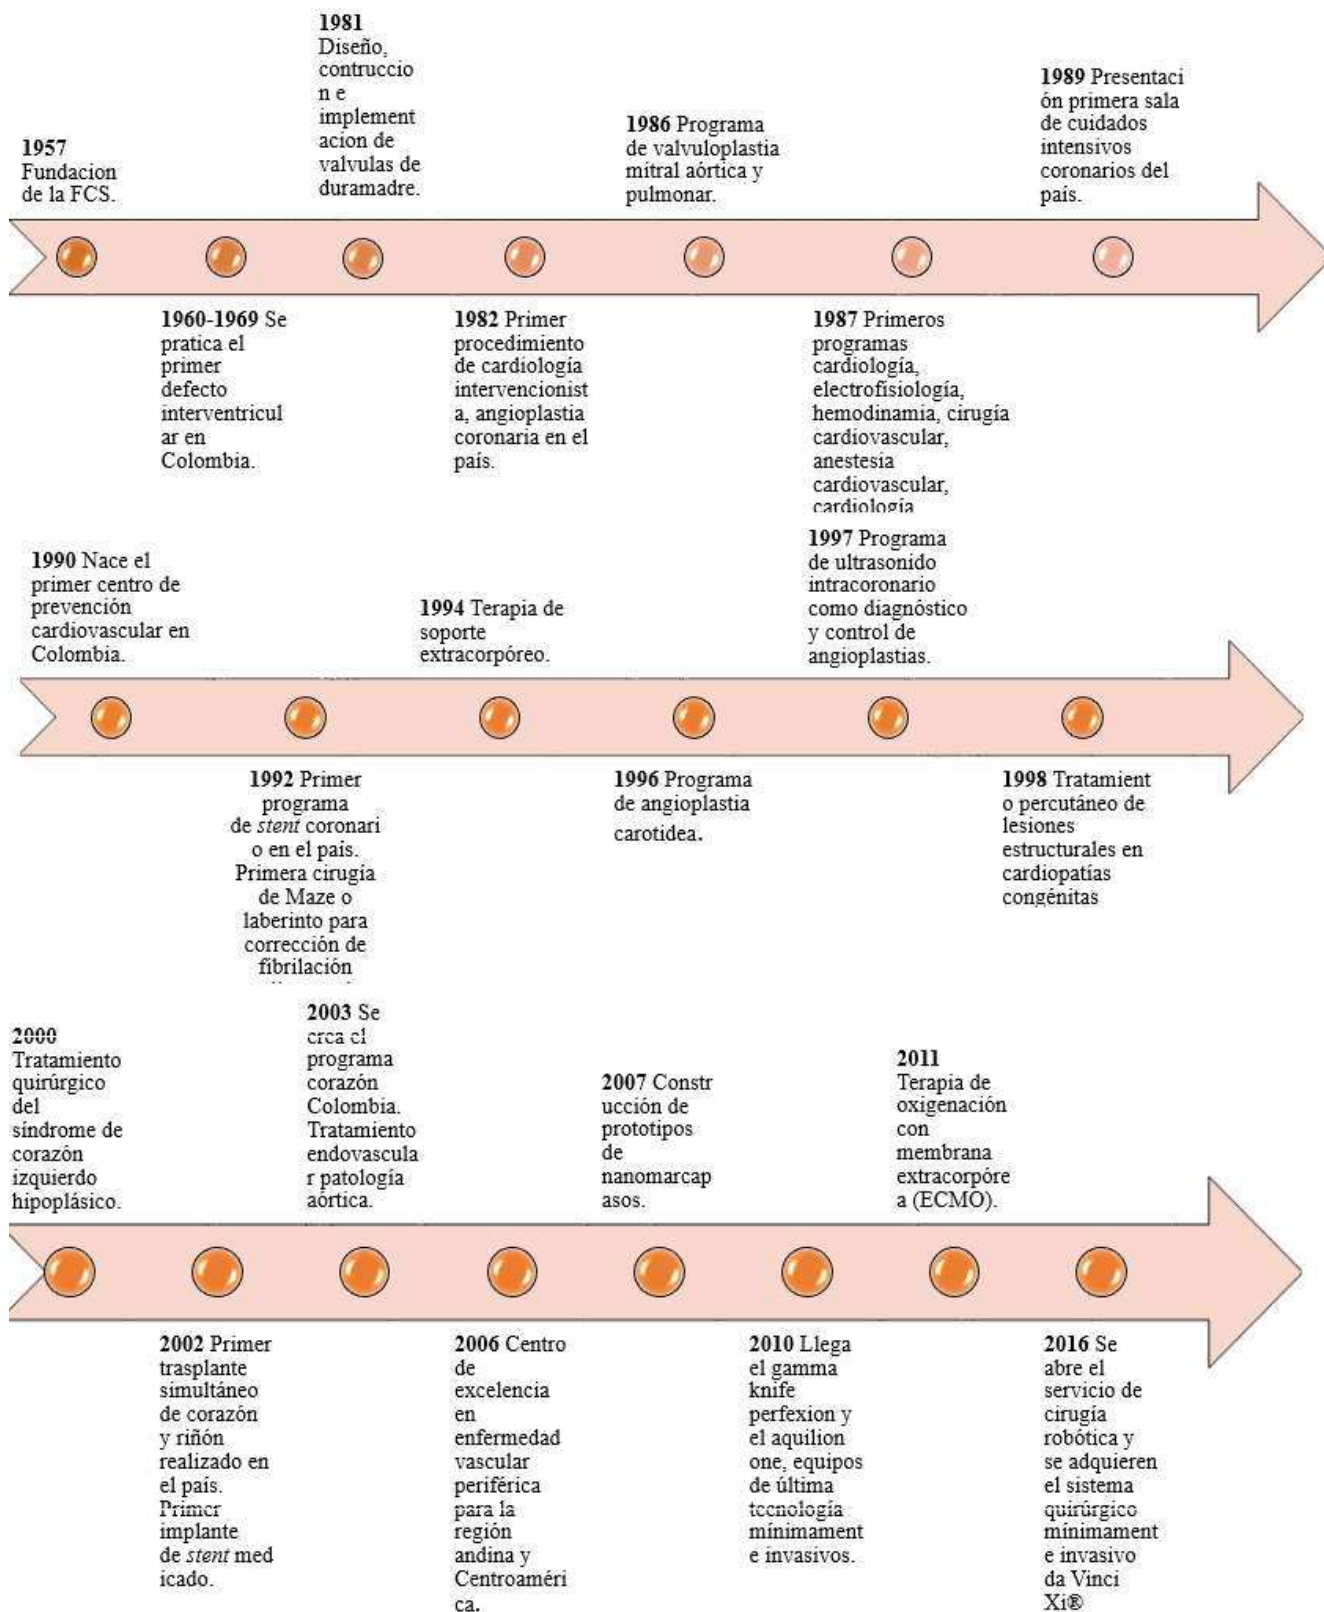 1957
Fundacion
de la FCS.
1960-1969 Se
pratica el
primer
defecto
interventricul
ar en
Colombia.
1981
Diseño,
contruccio
n e
implement
acion de
valvulas de
duramadre.
1982 Primer
procedimiento
de cardiología
intervencionist
a, angioplastia
coronaria en el
país.
1986 Programa
de valvuloplastia
mitral aórtica y
pulmonar.
1987 Primeros
programas
cardiología,
electrofisiología,
hemodinamia, cirugía
cardiovascular,
anestesia
cardiovascular,
cardiología
1989 Presentaci
ón primera sala
de cuidados
intensivos
coronarios del
país.
1990 Nace el
primer centro de
prevención
cardiovascular en
Colombia.
1992 Primer
programa
de stent coronari
o en el país.
Primera cirugía
de Maze o
laberinto para
corrección de
fibrilación
1994 Terapia de
soporte
extracorpóreo.
1996 Programa
de angioplastia
carotidea.
1997 Programa
de ultrasonido
intracoronario
como diagnóstico
y control de
angioplastias.
1998 Tratamient
o percutáneo de
lesiones
estructurales en
cardiopatías
congénitas
2000
Tratamiento
quirúrgico
del
síndrome de
corazón
izquierdo
hipoplásico.
2002 Primer
trasplante
simultáneo
de corazón
y riñón
realizado en
el país.
Primer
implante
de stent med
icado.
2003 Se
crea el
programa
corazón
Colombia.
Tratamiento
endovascula
r patología
aórtica.
2006 Centro
de
excelencia
en
enfermedad
vascular
periférica
para la
región
andina y
Centroaméri
ca.
2007 Constr
ucción de
prototipos
de
nanomarcap
asos.
2010 Llega
el gamma
knife
perfexion y
el aquilion
one, equipos
de última
tecnología
mínimament
e invasivos.
2011
Terapia de
oxigenación
con
membrana
extracorpóre
a (ECMO).
2016 Se
abre el
servicio de
cirugía
robótica y
se adquieren
el sistema
quirúrgico
mínimament
e invasivo
da Vinci
Xi®